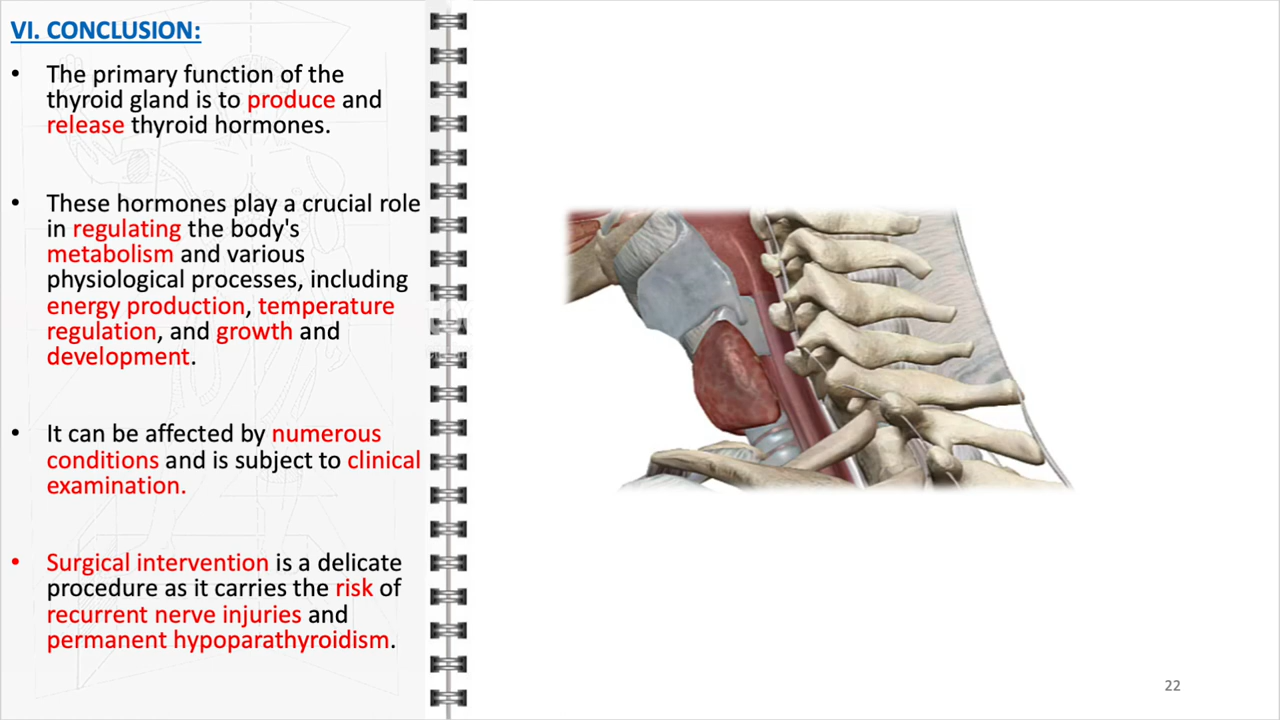 VI. CONCLUSION:
• The primary function of the
thyroid gland is to produce and
release thyroid hormones.
• These hormones play a crucial role
in regulating the body's
metabolism and various
physiological processes, including
energy production, temperature
regulation, and growth and
development.
• It can be affected by numerous
conditions and is subject to clinical
examination.
• Surgical intervention is a delicate
procedure as it carries the risk of
recurrent nerve injuries and
permanent hypoparathyroidism.
22